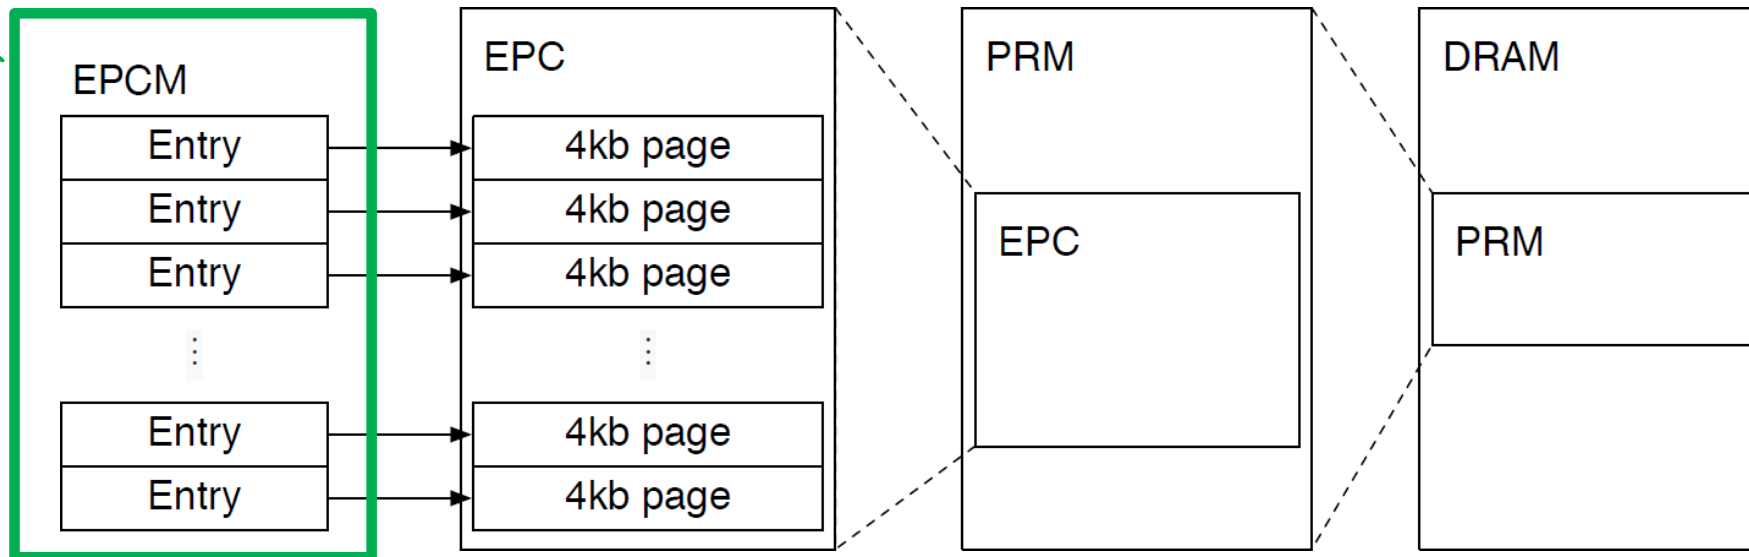 EPCM
Entry
Entry
Entry
⋮
Entry
Entry
EPC
4kb page
4kb page
4kb page
⋮
4kb page
4kb page
PRM
EPC
DRAM
PRM